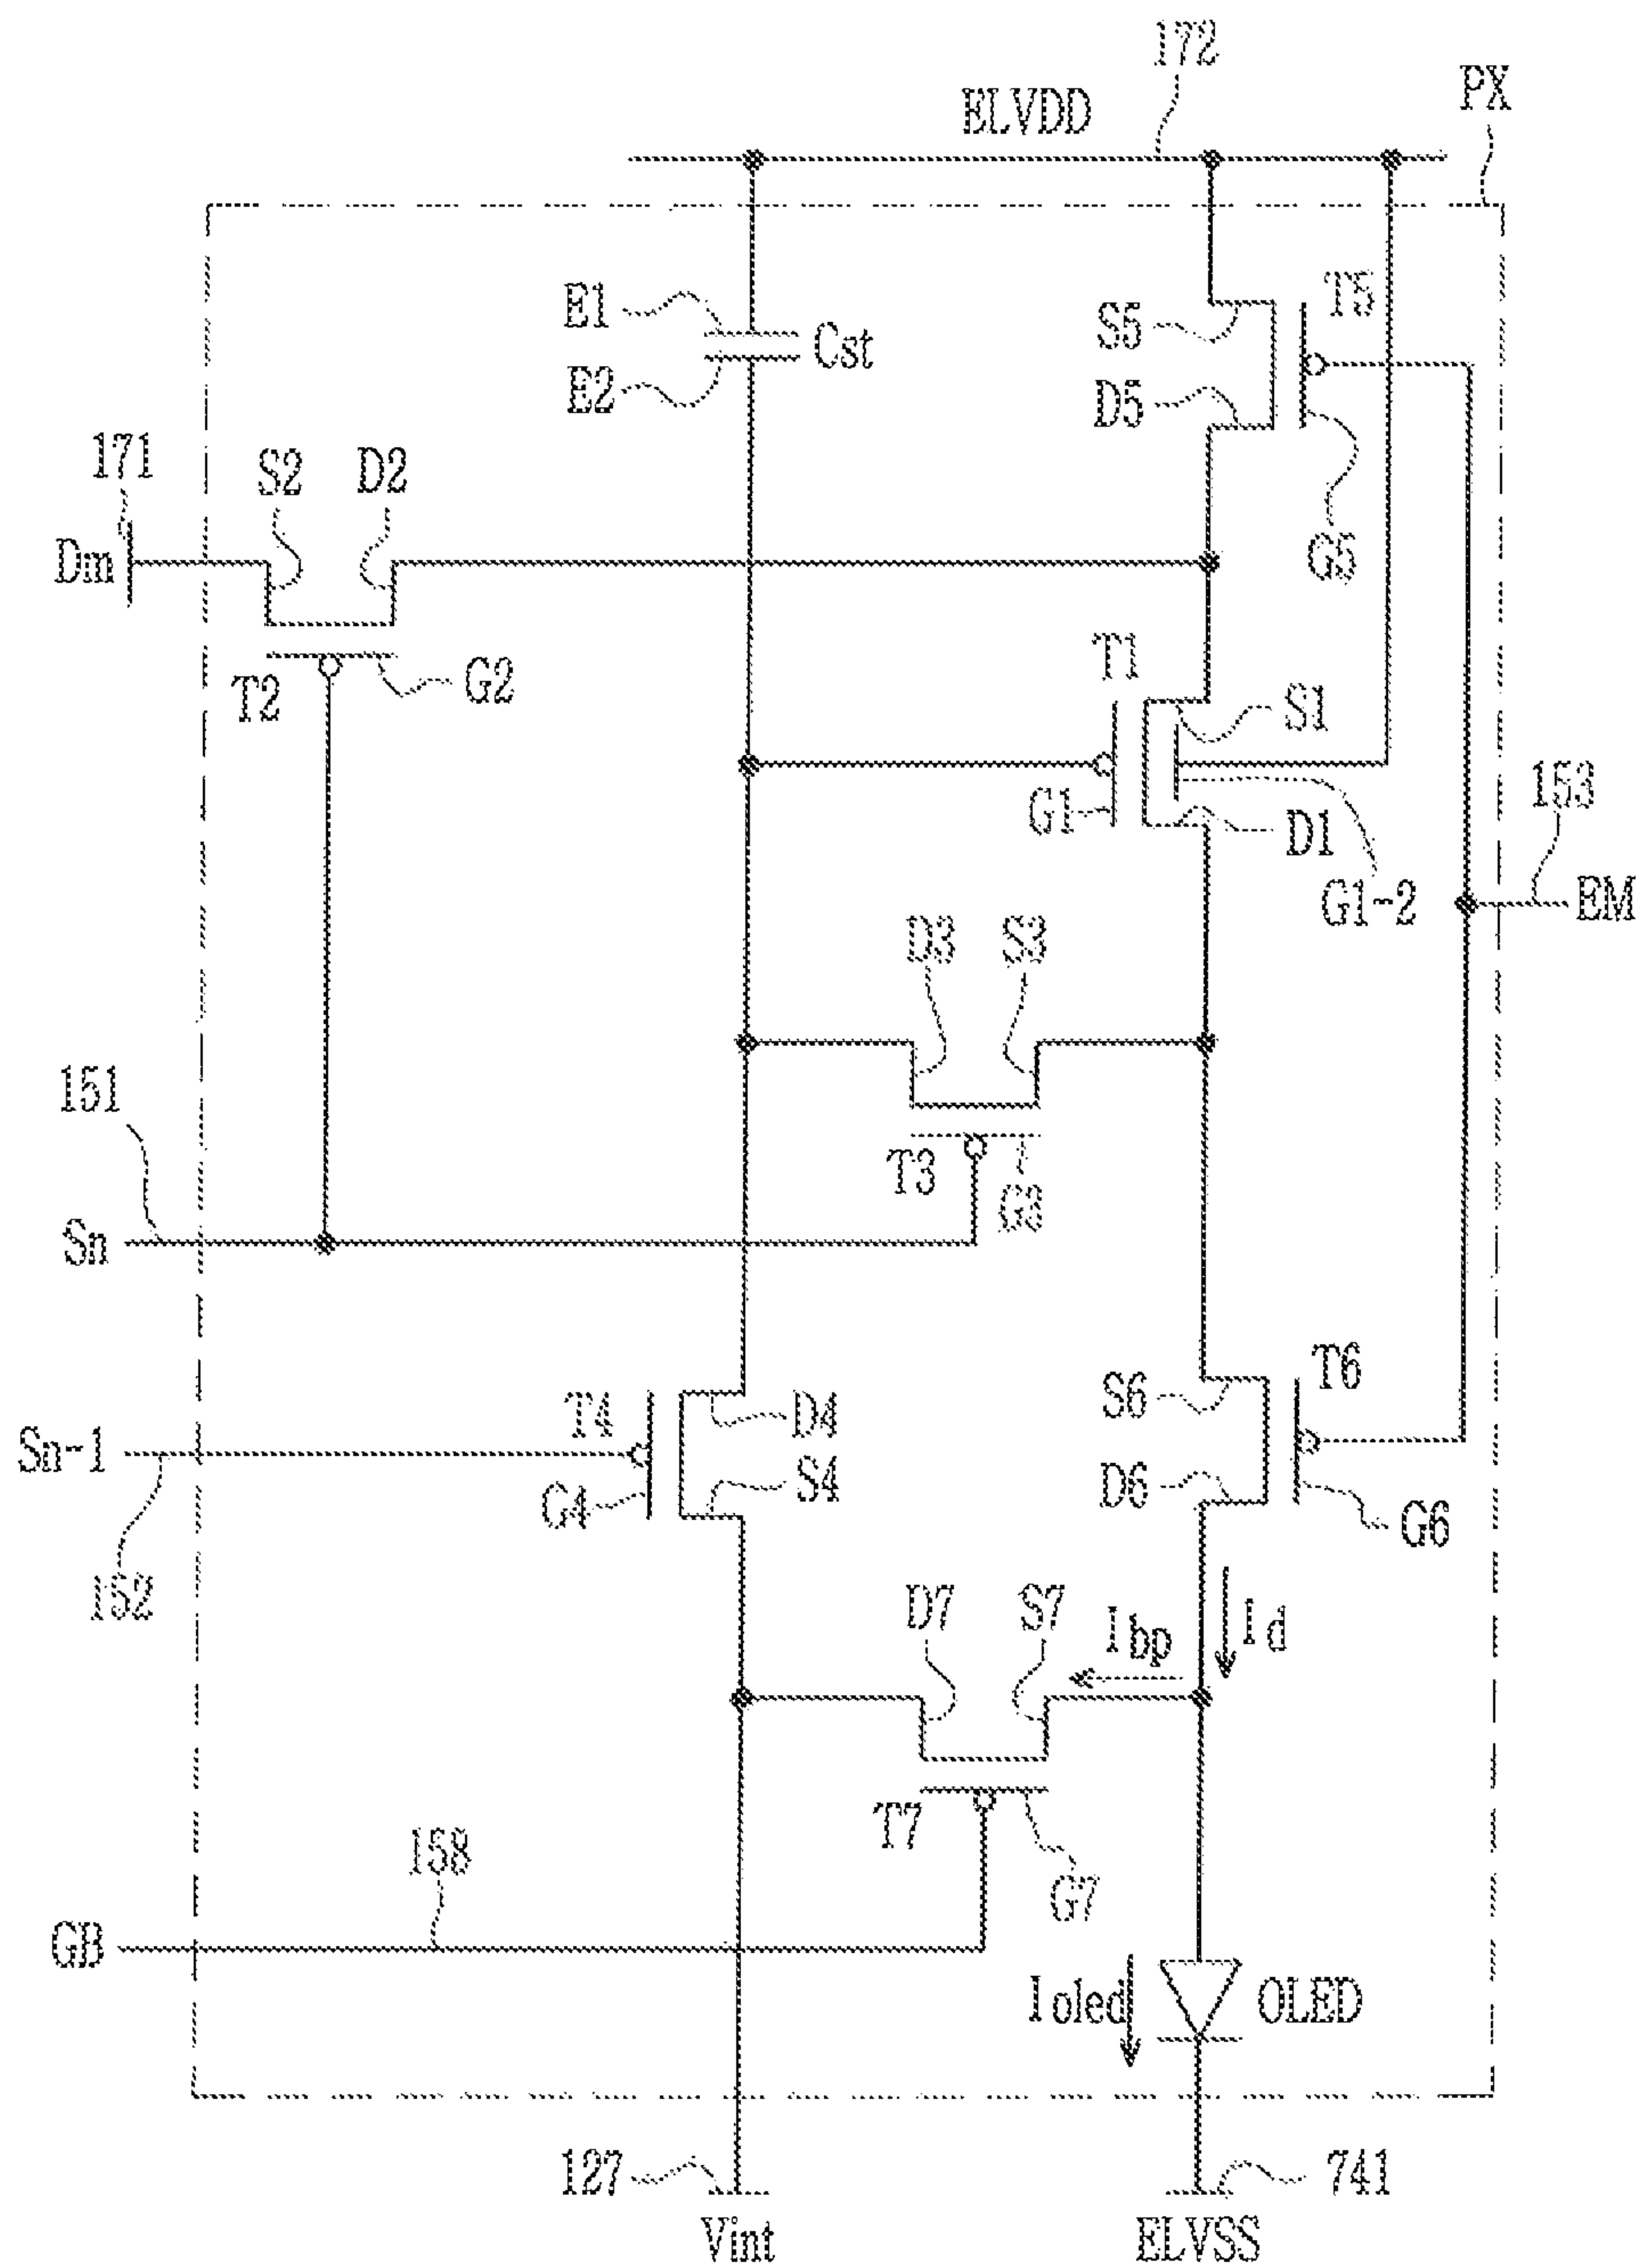 172
ELVDD
PX
E1
Cst
E2
S5
T5
D5
G5
171
S2
D2
Dm
T2
G2
T1
S1
G1
D1
G1-2
153
EM
D3
S3
151
T3
G3
Sn
T4
D4
S6
T6
Sn-1
G4
S4
D6
G6
152
D7
S7
Ibp
Id
T7
G7
158
GB
Ioled
OLED
127
741
Vint
ELVSS